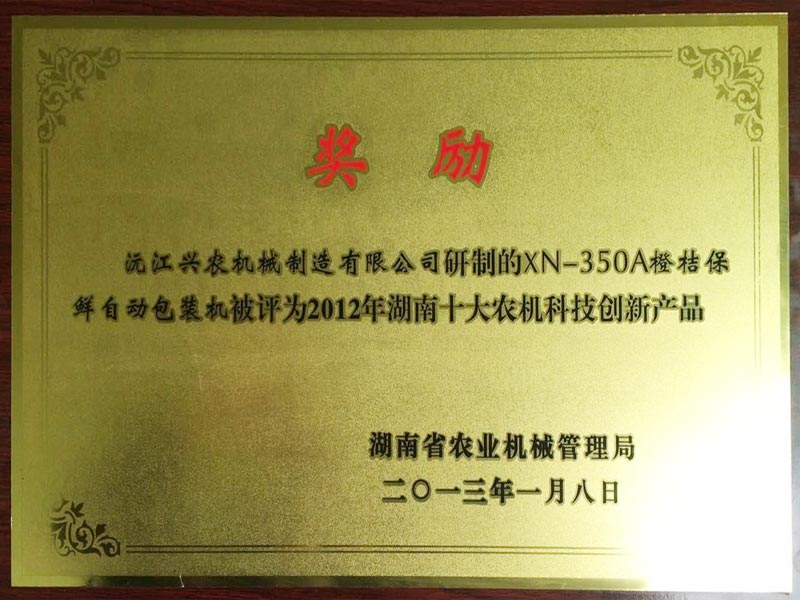 奖 励
沅江兴农机械制造有限公司研制的XN-350A橙桔保
鲜自动包装机被评为2012年湖南十大农机科技创新产品
湖南省农业机械管理局
二〇一三年一月八日